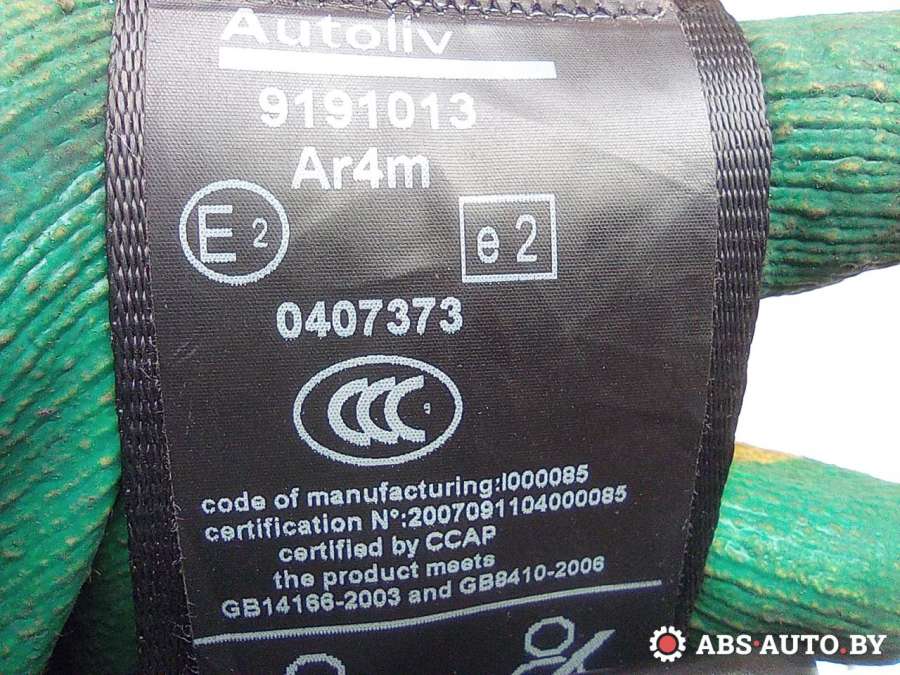 Autoliv
9191013
Ar4m
E 2
e 2
0407373
CCC
code of manufacturing:I000085
certification N°:2007091104000085
certified by CCAP
the product meets
GB14166-2003 and GB8410-2006
ABS-AUTO.BY